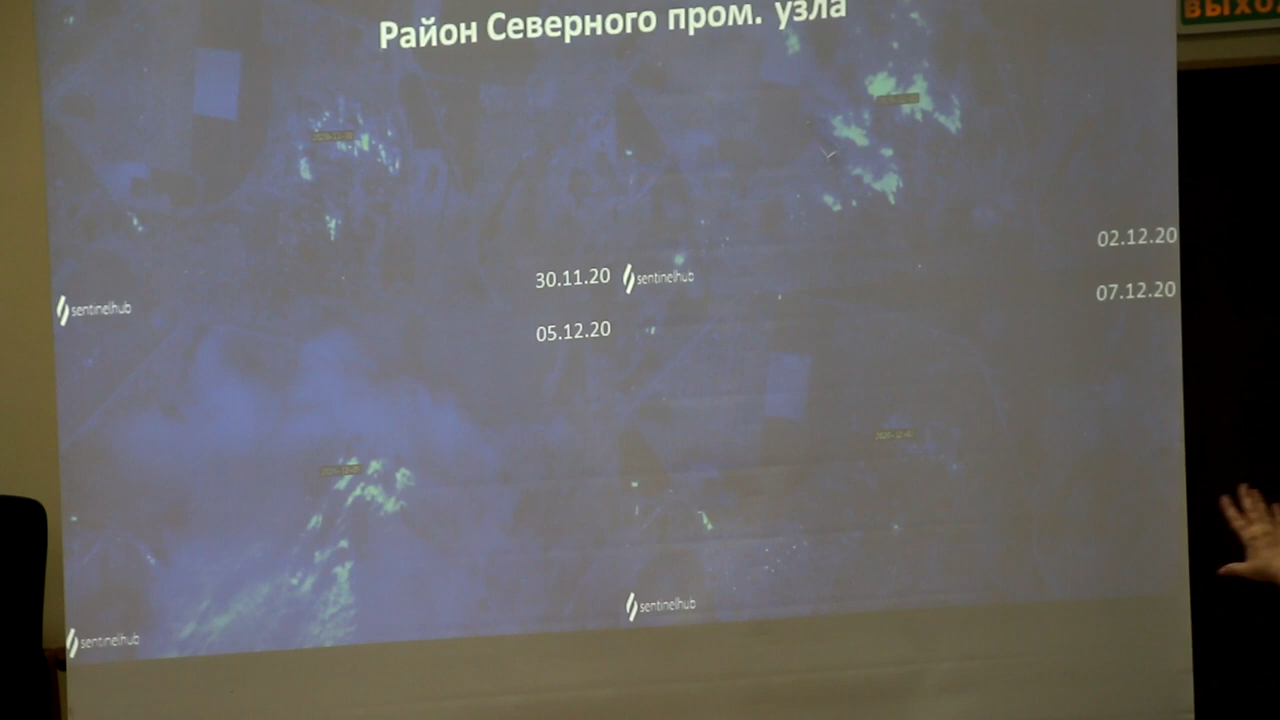 Район Северного пром. узла
ВЫХО
02.12.20
30.11.20
sentinelhub
07.12.20
sentinelhub
05.12.20
sentinelhub
sentinelhub